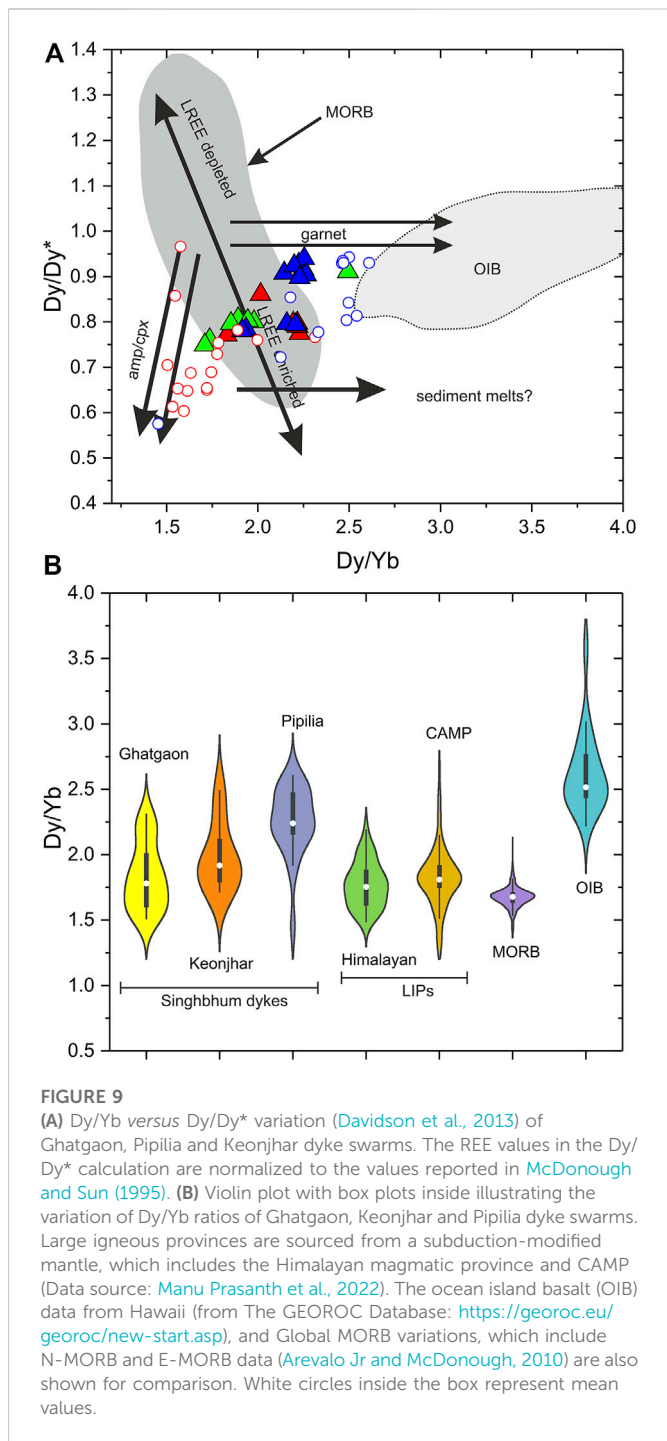 A
1.4
1.3
1.2
1.1
1.0
0.9
0.8
0.7
0.6
0.5
0.4
Dy/Dy*
LREE depleted
MORB
garnet
OIB
amp/cpx
LREE enriched
sediment melts?
1.5
2.0
2.5
3.0
3.5
4.0
Dy/Yb
B
4.0
3.5
3.0
2.5
2.0
1.5
1.0
0.5
Dy/Yb
Ghatgaon
Pipilia
CAMP
Keonjhar
Himalayan
MORB
OIB
Singhbhum dykes
LIPs
FIGURE 9
(A) Dy/Yb versus Dy/Dy* variation (Davidson et al., 2013) of
Ghatgaon, Pipilia and Keonjhar dyke swarms. The REE values in the Dy/
Dy* calculation are normalized to the values reported in McDonough
and Sun (1995). (B) Violin plot with box plots inside illustrating the
variation of Dy/Yb ratios of Ghatgaon, Keonjhar and Pipilia dyke swarms.
Large igneous provinces are sourced from a subduction-modified
mantle, which includes the Himalayan magmatic province and CAMP
(Data source: Manu Prasanth et al., 2022). The ocean island basalt (OIB)
data from Hawaii (from The GEOROC Database: https://georoc.eu/
georoc/new-start.asp), and Global MORB variations, which include
N-MORB and E-MORB data (Arevalo Jr and McDonough, 2010) are also
shown for comparison. White circles inside the box represent mean
values.